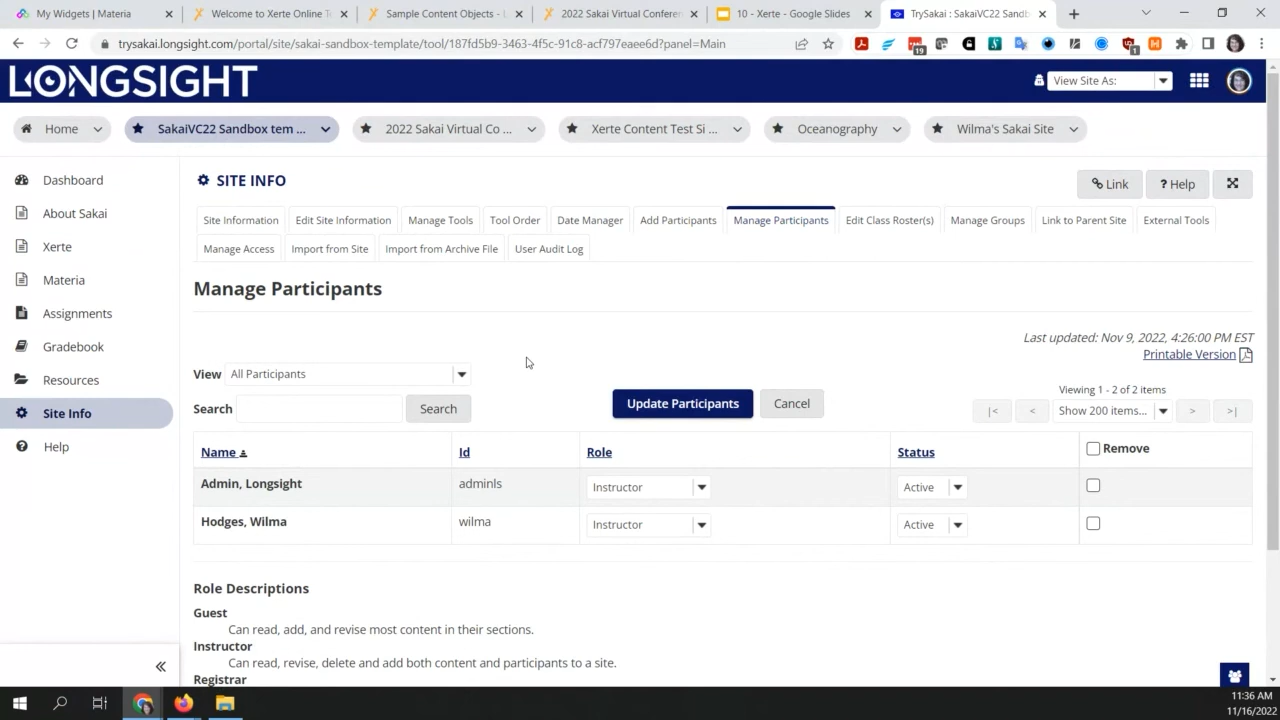 My Widgets | Materia
Welcome to Xerte Online T
Sample Content Objects - L
2022 Sakai Virtual Conferen
10 - Xerte - Google Slides
TrySakai : SakaiVC22 Sandb
trysakai.longsight.com/portal/site/sakai-sandbox-template/tool/187fd5b9-3463-4f5c-91c8-acf797eaee6d?panel=Main
19
1
LONGSIGHT
View Site As:
Home
SakaiVC22 Sandbox tem ...
2022 Sakai Virtual Co ...
Xerte Content Test Si ...
Oceanography
Wilma's Sakai Site
Dashboard
About Sakai
Xerte
Materia
Assignments
Gradebook
Resources
Site Info
Help
SITE INFO
Link
? Help
Site Information
Edit Site Information
Manage Tools
Tool Order
Date Manager
Add Participants
Manage Participants
Edit Class Roster(s)
Manage Groups
Link to Parent Site
External Tools
Manage Access
Import from Site
Import from Archive File
User Audit Log
Manage Participants
Last updated: Nov 9, 2022, 4:26:00 PM EST
Printable Version
View All Participants
Search
Search
Update Participants
Cancel
Viewing 1 - 2 of 2 items
|<
<
Show 200 items...
>
>|
Name Id Role Status Remove
Admin, Longsight adminls Instructor Active
Hodges, Wilma wilma Instructor Active
Role Descriptions
Guest
Can read, add, and revise most content in their sections.
Instructor
Can read, revise, delete and add both content and participants to a site.
Registrar
11:36 AM
11/16/2022